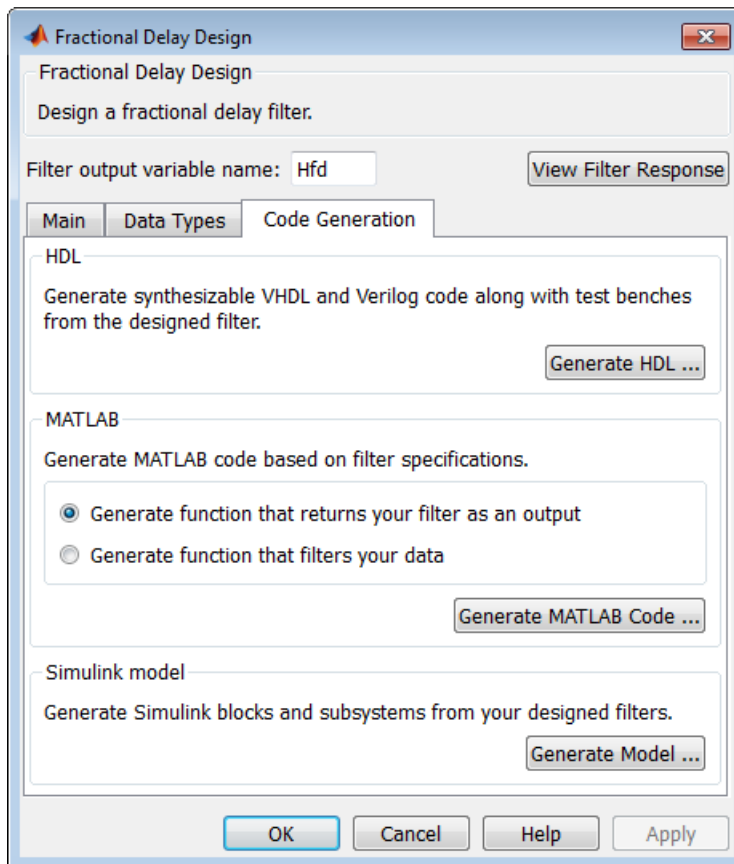 Fractional Delay Design
Fractional Delay Design
Design a fractional delay filter.
Filter output variable name: Hfd View Filter Response
Main Data Types Code Generation
HDL
Generate synthesizable VHDL and Verilog code along with test benches
from the designed filter.
Generate HDL ...
MATLAB
Generate MATLAB code based on filter specifications.
Generate function that returns your filter as an output
Generate function that filters your data
Generate MATLAB Code ...
Simulink model
Generate Simulink blocks and subsystems from your designed filters.
Generate Model ...
OK Cancel Help Apply